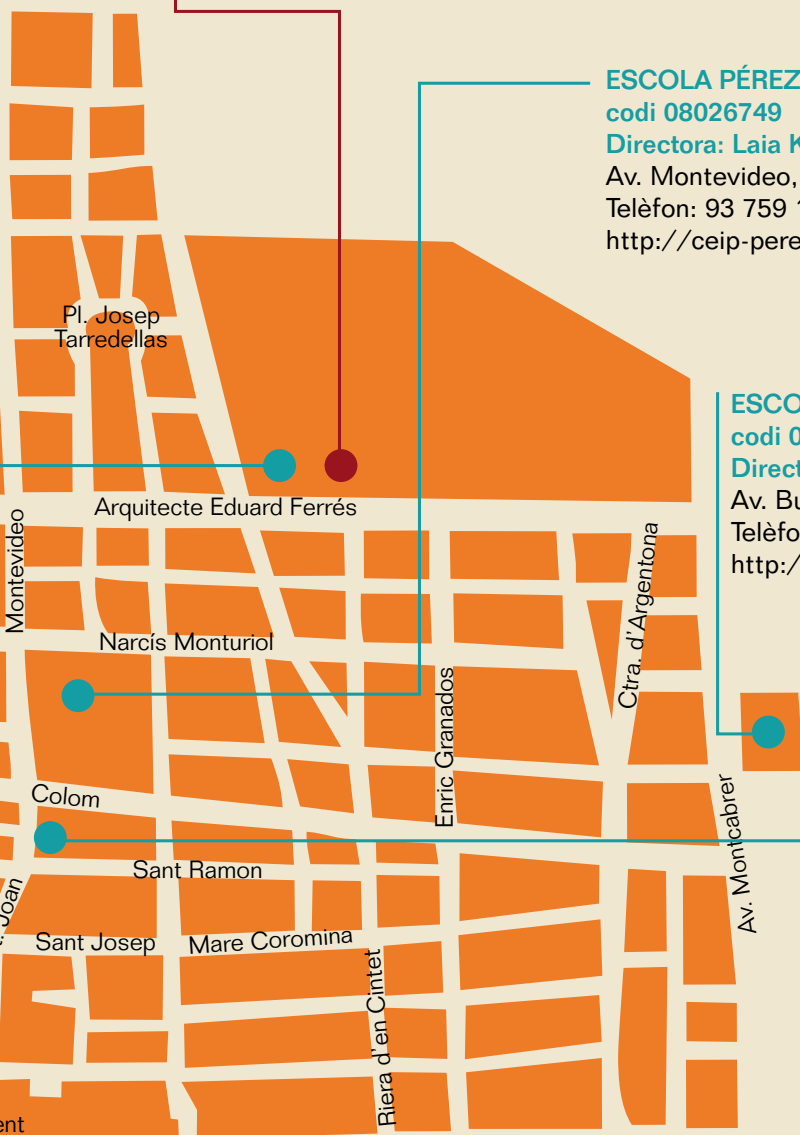 ESCOLA PÉREZ
codi 08026749
Directora: Laia K
Av. Montevideo,
Telèfon: 93 759 1
http://ceip-pere
Pl. Josep
Tarredellas
ESCO
codi 0
Direct
Av. Bu
Telèfo
http:/
Arquitecte Eduard Ferrés
Montevideo
Ctra. d'Argentona
Narcís Monturiol
Enric Granados
Colom
Av. Montcabrer
Sant Ramon
Joan
Sant Josep
Mare Coromina
Riera d'en Cintet
ent